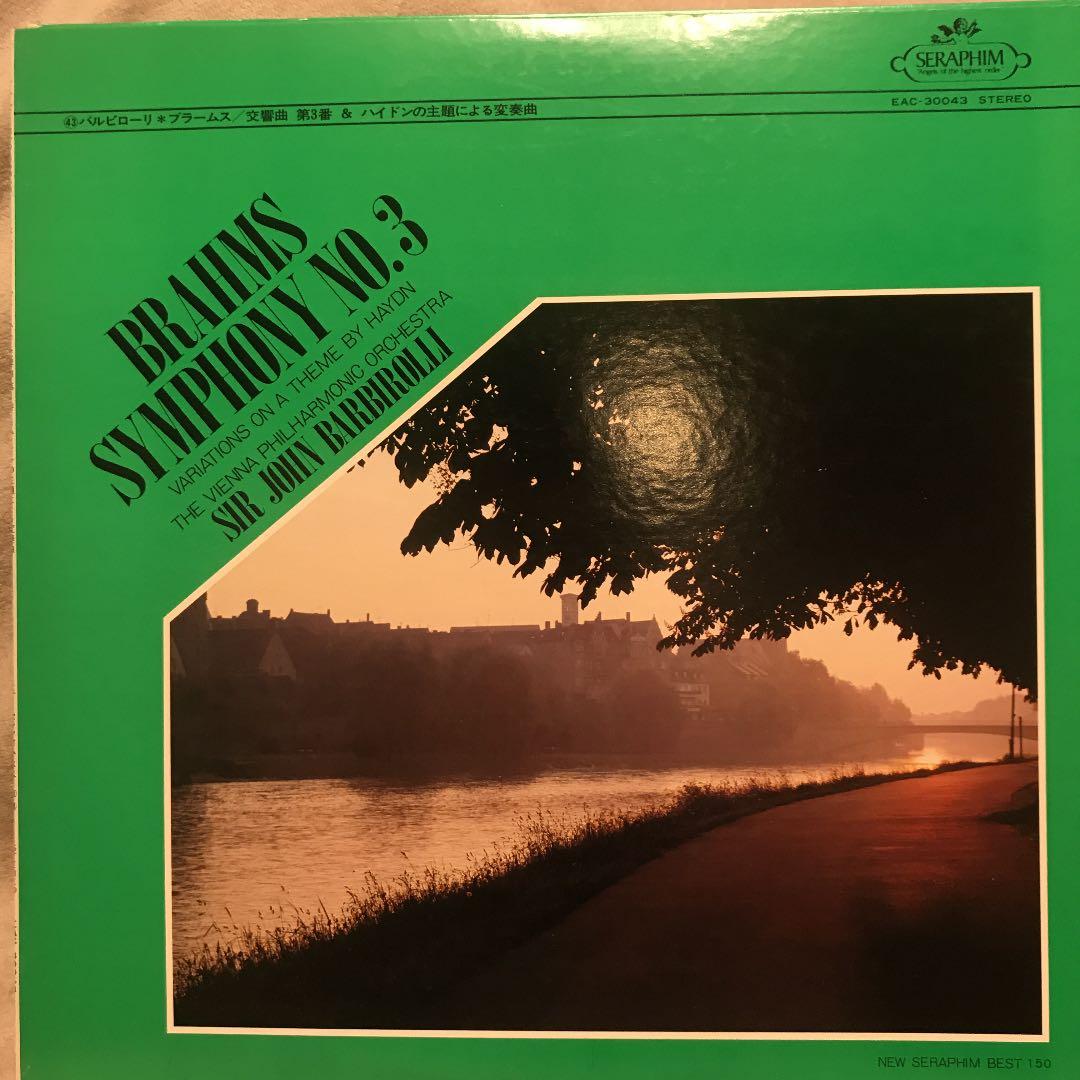 SERAPHIM
"Angels of the highest order"
EAC-30043 STEREO
㊸バルビローリ＊ブラームス／交響曲 第3番 & ハイドンの主題による変奏曲
BRAHMS
SYMPHONY NO.3
VARIATIONS ON A THEME BY HAYDN
THE VIENNA PHILHARMONIC ORCHESTRA
SIR JOHN BARBIROLLI
NEW SERAPHIM BEST 150